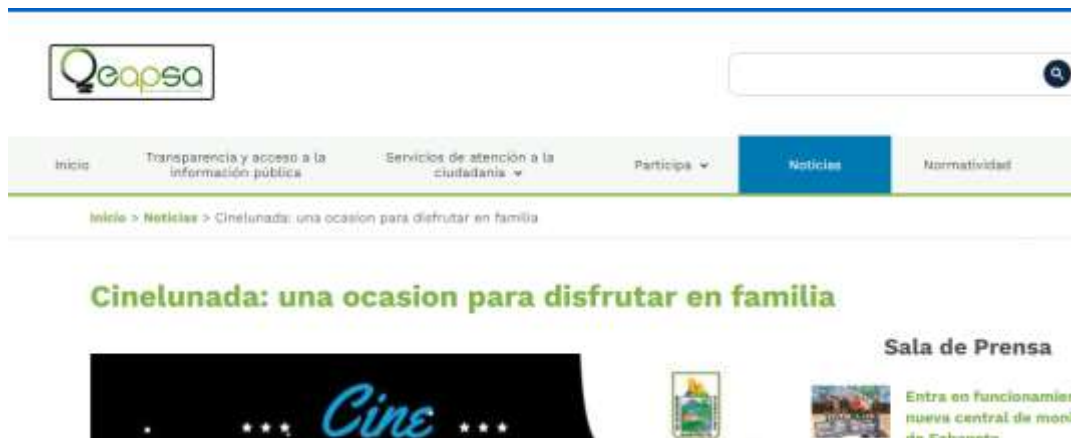 Qeapsa
Inicio
Transparencia y acceso a la
información pública
Servicios de atención a la
ciudadanía
Participa
Noticias
Normatividad
Inicio > Noticias > Cinelunada: una ocasion para disfrutar en familia
Cinelunada: una ocasion para disfrutar en familia
Sala de Prensa
Cine
Entra en funcionamien
nueva central de moni